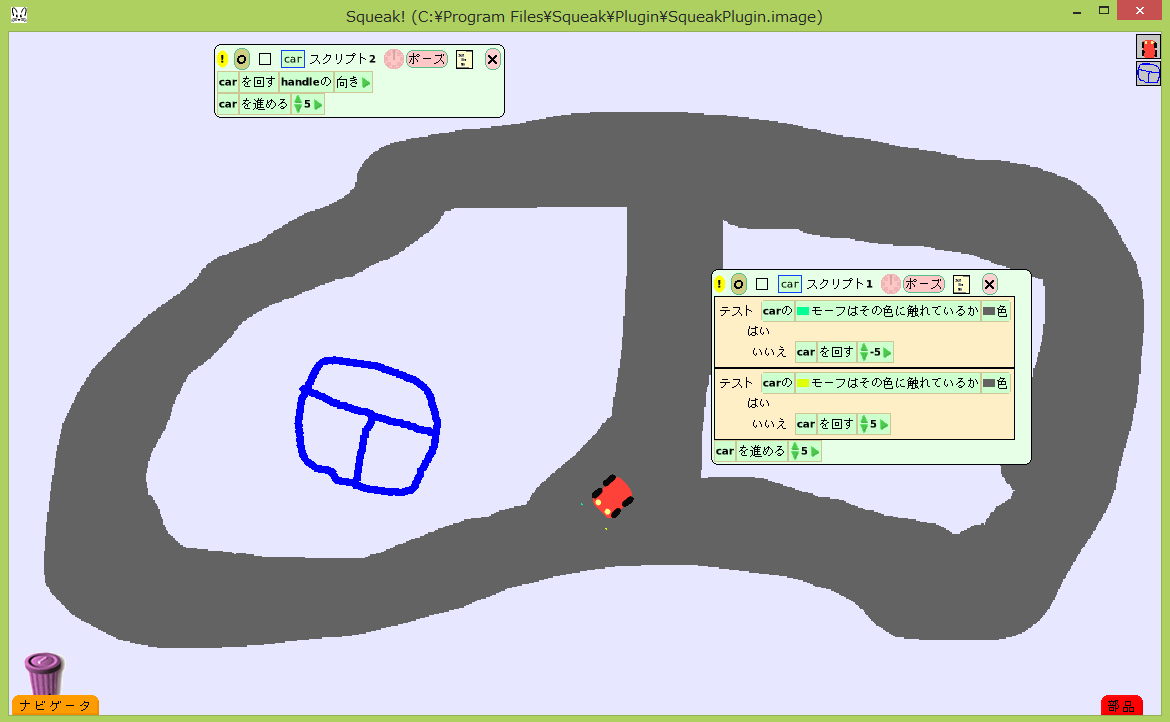 Squeak! (C:¥Program Files¥Squeak¥Plugin¥SqueakPlugin.image)
! car スクリプト2 ポーズ
car を回す handleの 向き
car を進める 5
! car スクリプト1 ポーズ
テスト carの モーフはその色に触れているか 色
はい
いいえ car を回す -5
テスト carの モーフはその色に触れているか 色
はい
いいえ car を回す 5
car を進める 5
ナビゲータ
部品